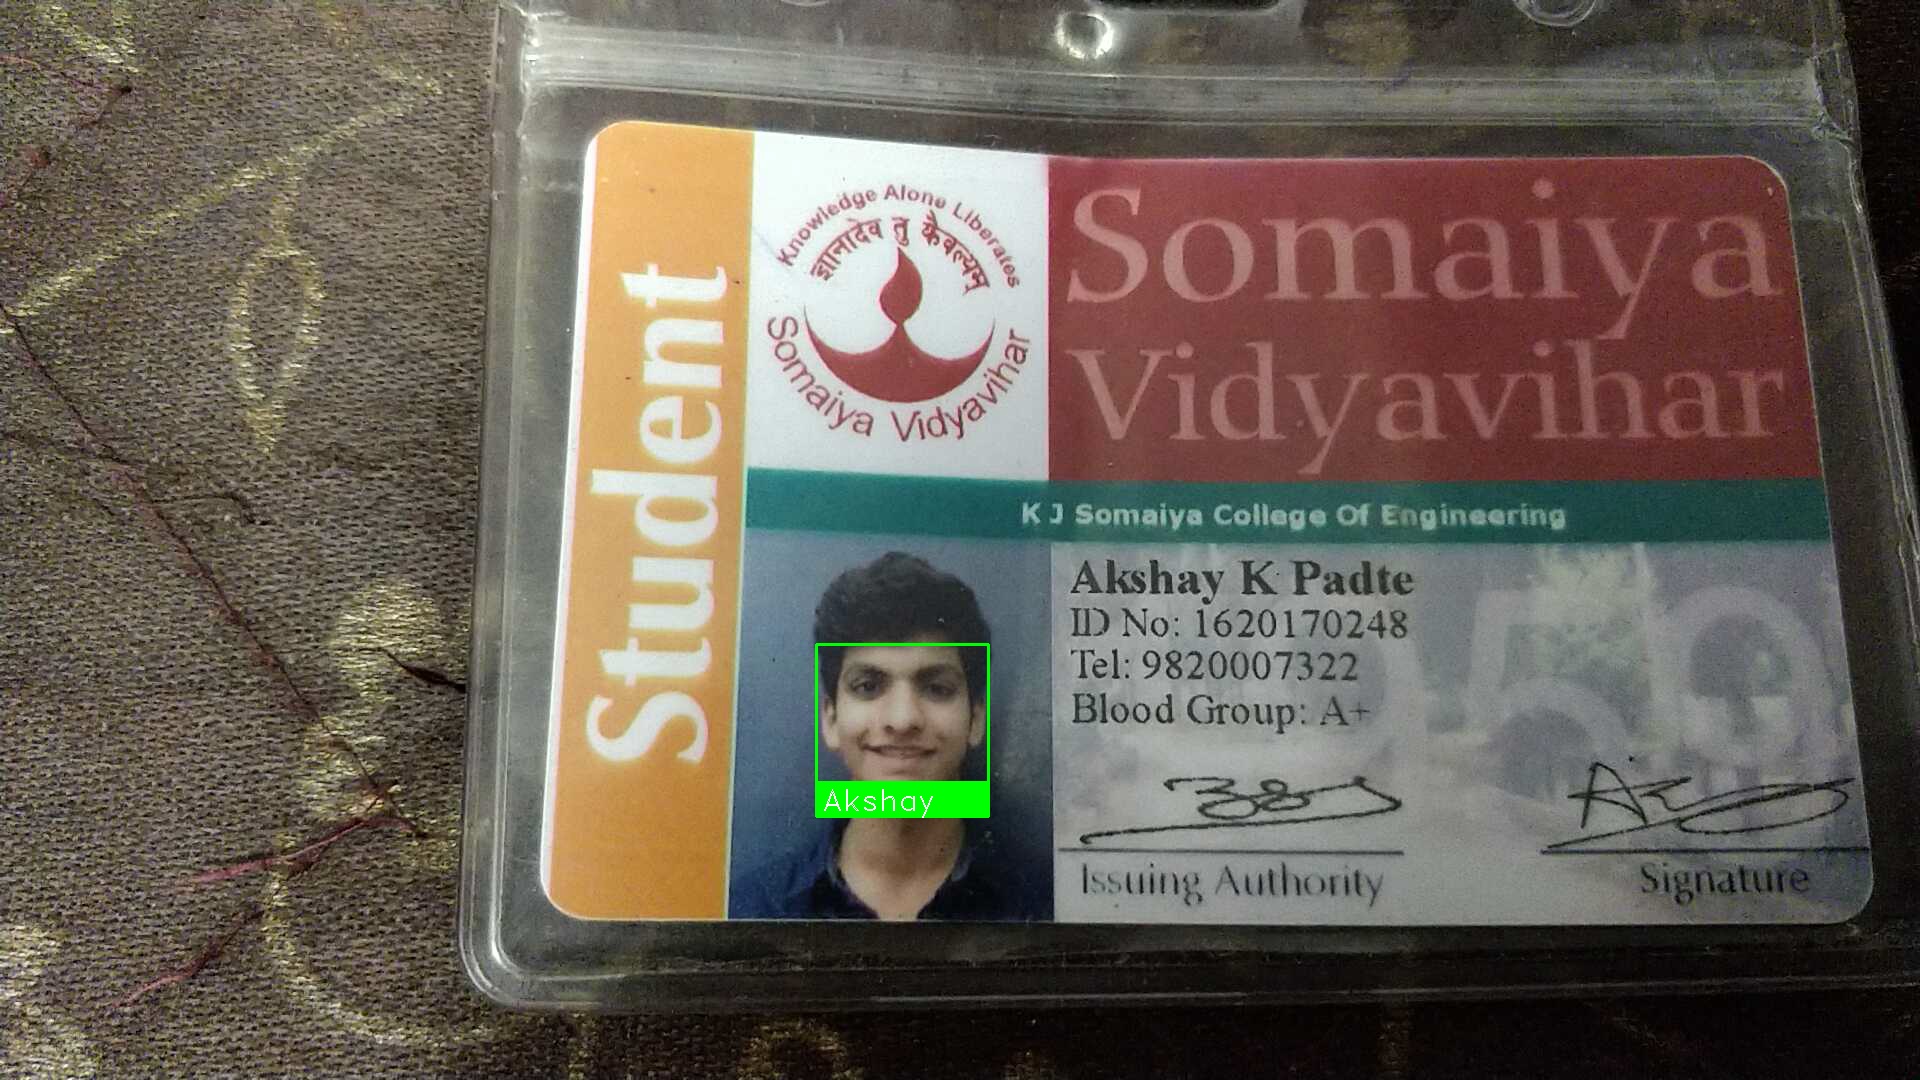 Student
Knowledge Alone Liberates
ज्ञानादेव तु कैवल्यम्
Somaiya Vidyavihar
Somaiya
Vidyavihar
K J Somaiya College Of Engineering
Akshay K Padte
ID No: 1620170248
Tel: 9820007322
Blood Group: A+
Akshay
Issuing Authority
Signature